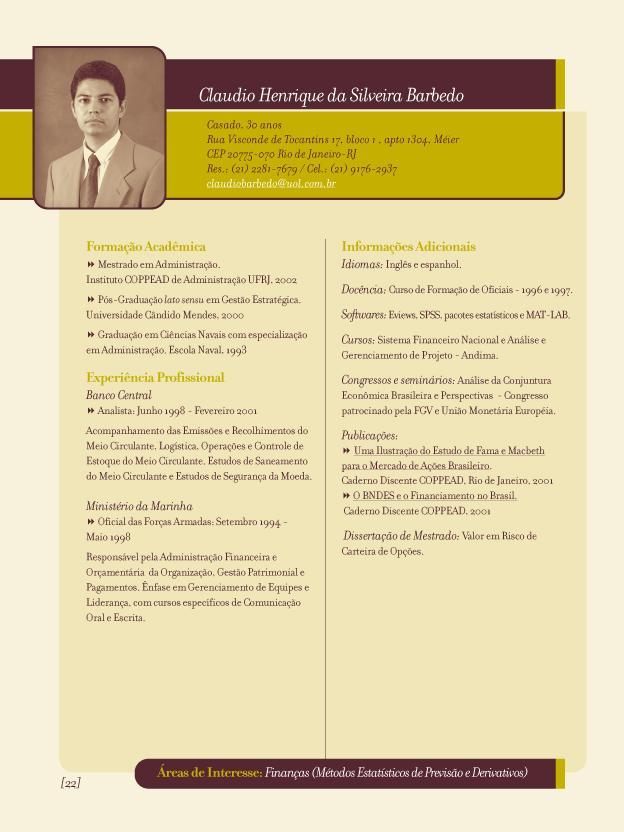 Claudio Henrique da Silveira Barbedo
Casado, 30 anos
Rua Visconde de Tocantins 17, bloco 1 , apto 1304, Méier
CEP 20775-070 Rio de Janeiro-RJ
Res.: (21) 2281-7679 / Cel.: (21) 9176-2937
claudiobarbedo@uol.com.br
Formação Acadêmica
Mestrado em Administração.
Instituto COPPEAD de Administração UFRJ, 2002
Pós-Graduação lato sensu em Gestão Estratégica.
Universidade Cândido Mendes, 2000
Graduação em Ciências Navais com especialização
em Administração. Escola Naval, 1993
Experiência Profissional
Banco Central
Analista: Junho 1998 - Fevereiro 2001
Acompanhamento das Emissões e Recolhimentos do
Meio Circulante, Logística, Operações e Controle de
Estoque do Meio Circulante. Estudos de Saneamento
do Meio Circulante e Estudos de Segurança da Moeda.
Ministério da Marinha
Oficial das Forças Armadas: Setembro 1994 -
Maio 1998
Responsável pela Administração Financeira e
Orçamentária da Organização, Gestão Patrimonial e
Pagamentos. Ênfase em Gerenciamento de Equipes e
Liderança, com cursos específicos de Comunicação
Oral e Escrita.
Informações Adicionais
Idiomas: Inglês e espanhol.
Docência: Curso de Formação de Oficiais - 1996 e 1997.
Softwares: Eviews, SPSS, pacotes estatísticos e MAT-LAB.
Cursos: Sistema Financeiro Nacional e Análise e
Gerenciamento de Projeto - Andima.
Congressos e seminários: Análise da Conjuntura
Econômica Brasileira e Perspectivas - Congresso
patrocinado pela FGV e União Monetária Européia.
Publicações:
Uma Ilustração do Estudo de Fama e Macbeth
para o Mercado de Ações Brasileiro.
Caderno Discente COPPEAD, Rio de Janeiro, 2001
O BNDES e o Financiamento no Brasil.
Caderno Discente COPPEAD, 2001
Dissertação de Mestrado: Valor em Risco de
Carteira de Opções.
Áreas de Interesse: Finanças (Métodos Estatísticos de Previsão e Derivativos)
[22]